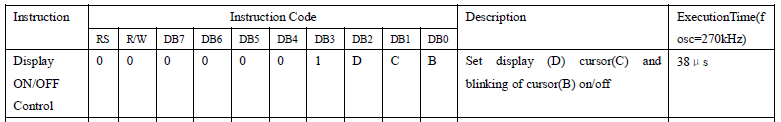 Instruction Instruction Code Description ExecutionTime(f
osc=270kHz)
RS R/W DB7 DB6 DB5 DB4 DB3 DB2 DB1 DB0
Display 0 0 0 0 0 0 1 D C B Set display (D) cursor(C) and 38μs
ON/OFF blinking of cursor(B) on/off
Control